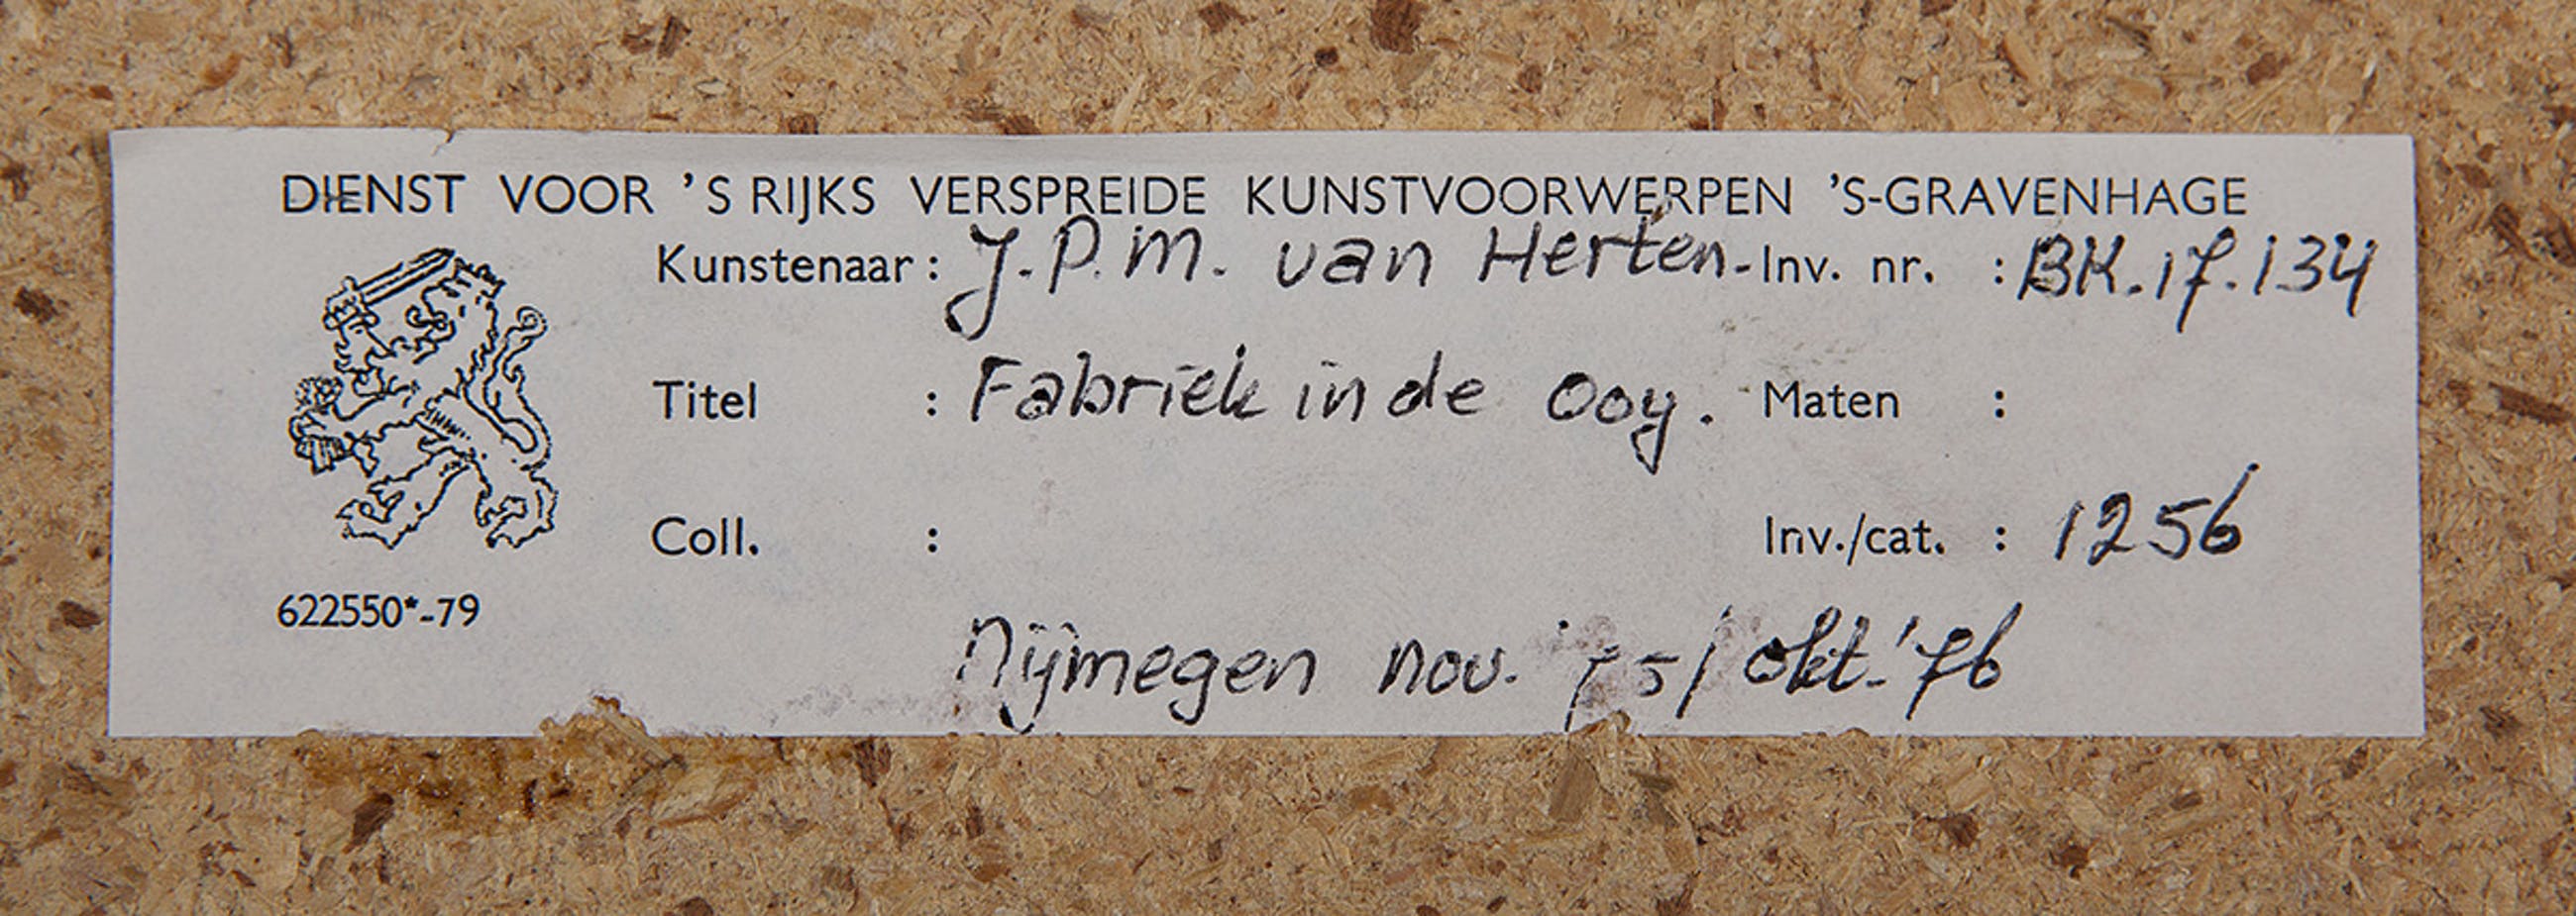 DIENST VOOR 'S RIJKS VERSPREIDE KUNSTVOORWERPEN 'S-GRAVENHAGE
Kunstenaar : J.P.M. van Herten. Inv. nr. : BK.17.134
Titel : Fabriek in de Ooy. Maten :
Coll. : Inv./cat. : 1256
622550*-79
Nijmegen nov. '75/okt. '76